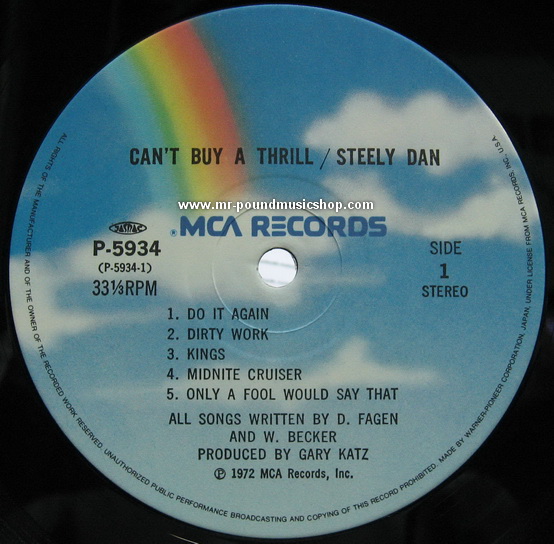 CAN'T BUY A THRILL / STEELY DAN
www.mr-poundmusicshop.com
MCA RECORDS
JASRAC
P-5934
(P-5934-1)
33⅓RPM
SIDE
1
STEREO
1. DO IT AGAIN
2. DIRTY WORK
3. KINGS
4. MIDNITE CRUISER
5. ONLY A FOOL WOULD SAY THAT
ALL SONGS WRITTEN BY D. FAGEN
AND W. BECKER
PRODUCED BY GARY KATZ
Ⓟ 1972 MCA Records, Inc.
ALL RIGHTS OF THE MANUFACTURER AND OF THE OWNER OF THE RECORDED WORK RESERVED. UNAUTHORIZED PUBLIC PERFORMANCE BROADCASTING AND COPYING OF THIS RECORD PROHIBITED. MADE BY WARNER-PIONEER CORPORATION, JAPAN, UNDER LICENSE FROM MCA RECORDS, INC., U.S.A.